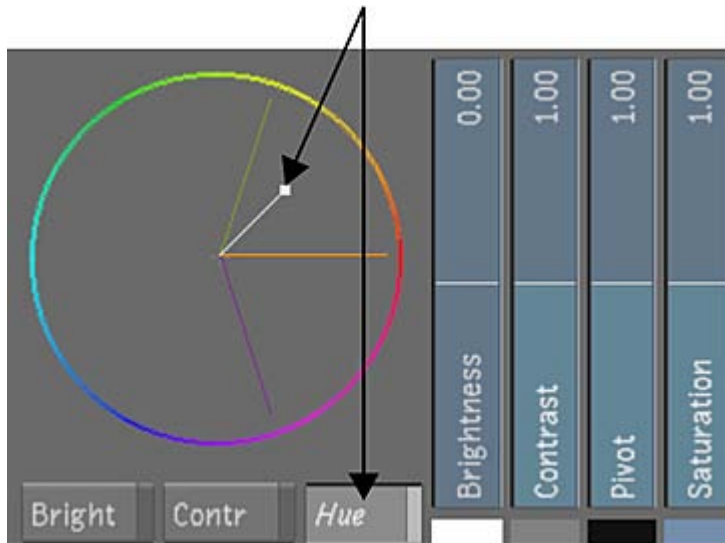 0.00
1.00
1.00
1.00
Brightness
Contrast
Pivot
Saturation
Bright
Contr
Hue